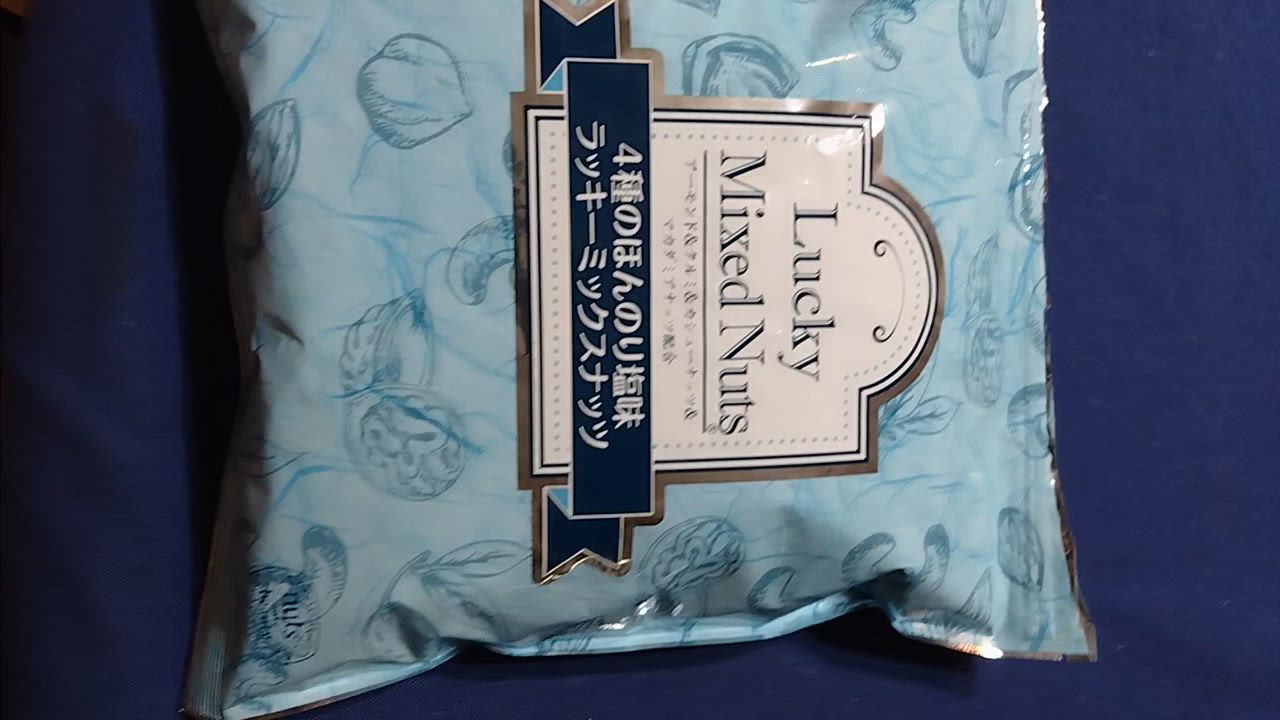 Lucky
Mixed Nuts®
アーモンド&クルミ&カシューナッツ&
マカダミアナッツ配合
4種のほんのり塩味
ラッキーミックスナッツ
nuts